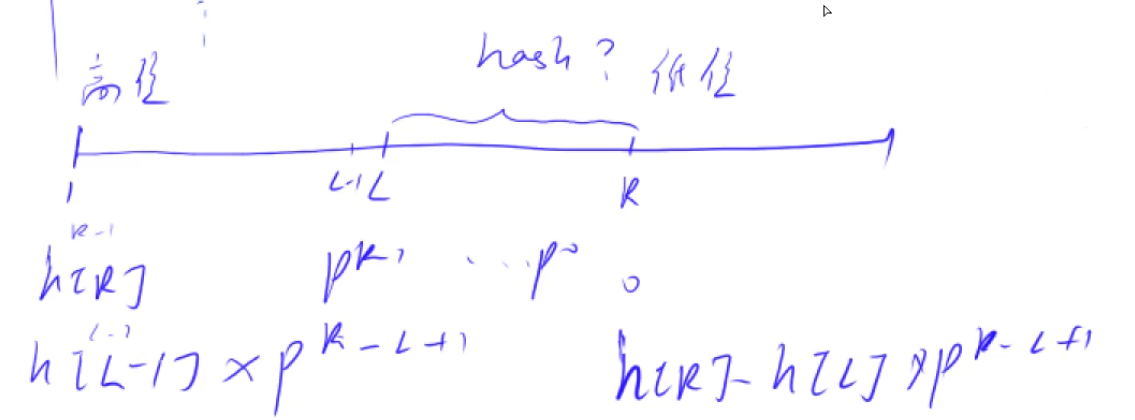 hash?
高位 低位
1 L-1 L R
R-1
h[R] p^{R-1} ... p^0 0
L-1
h[L-1] × p^{R-L+1} h[R] - h[L] × p^{R-L+1}